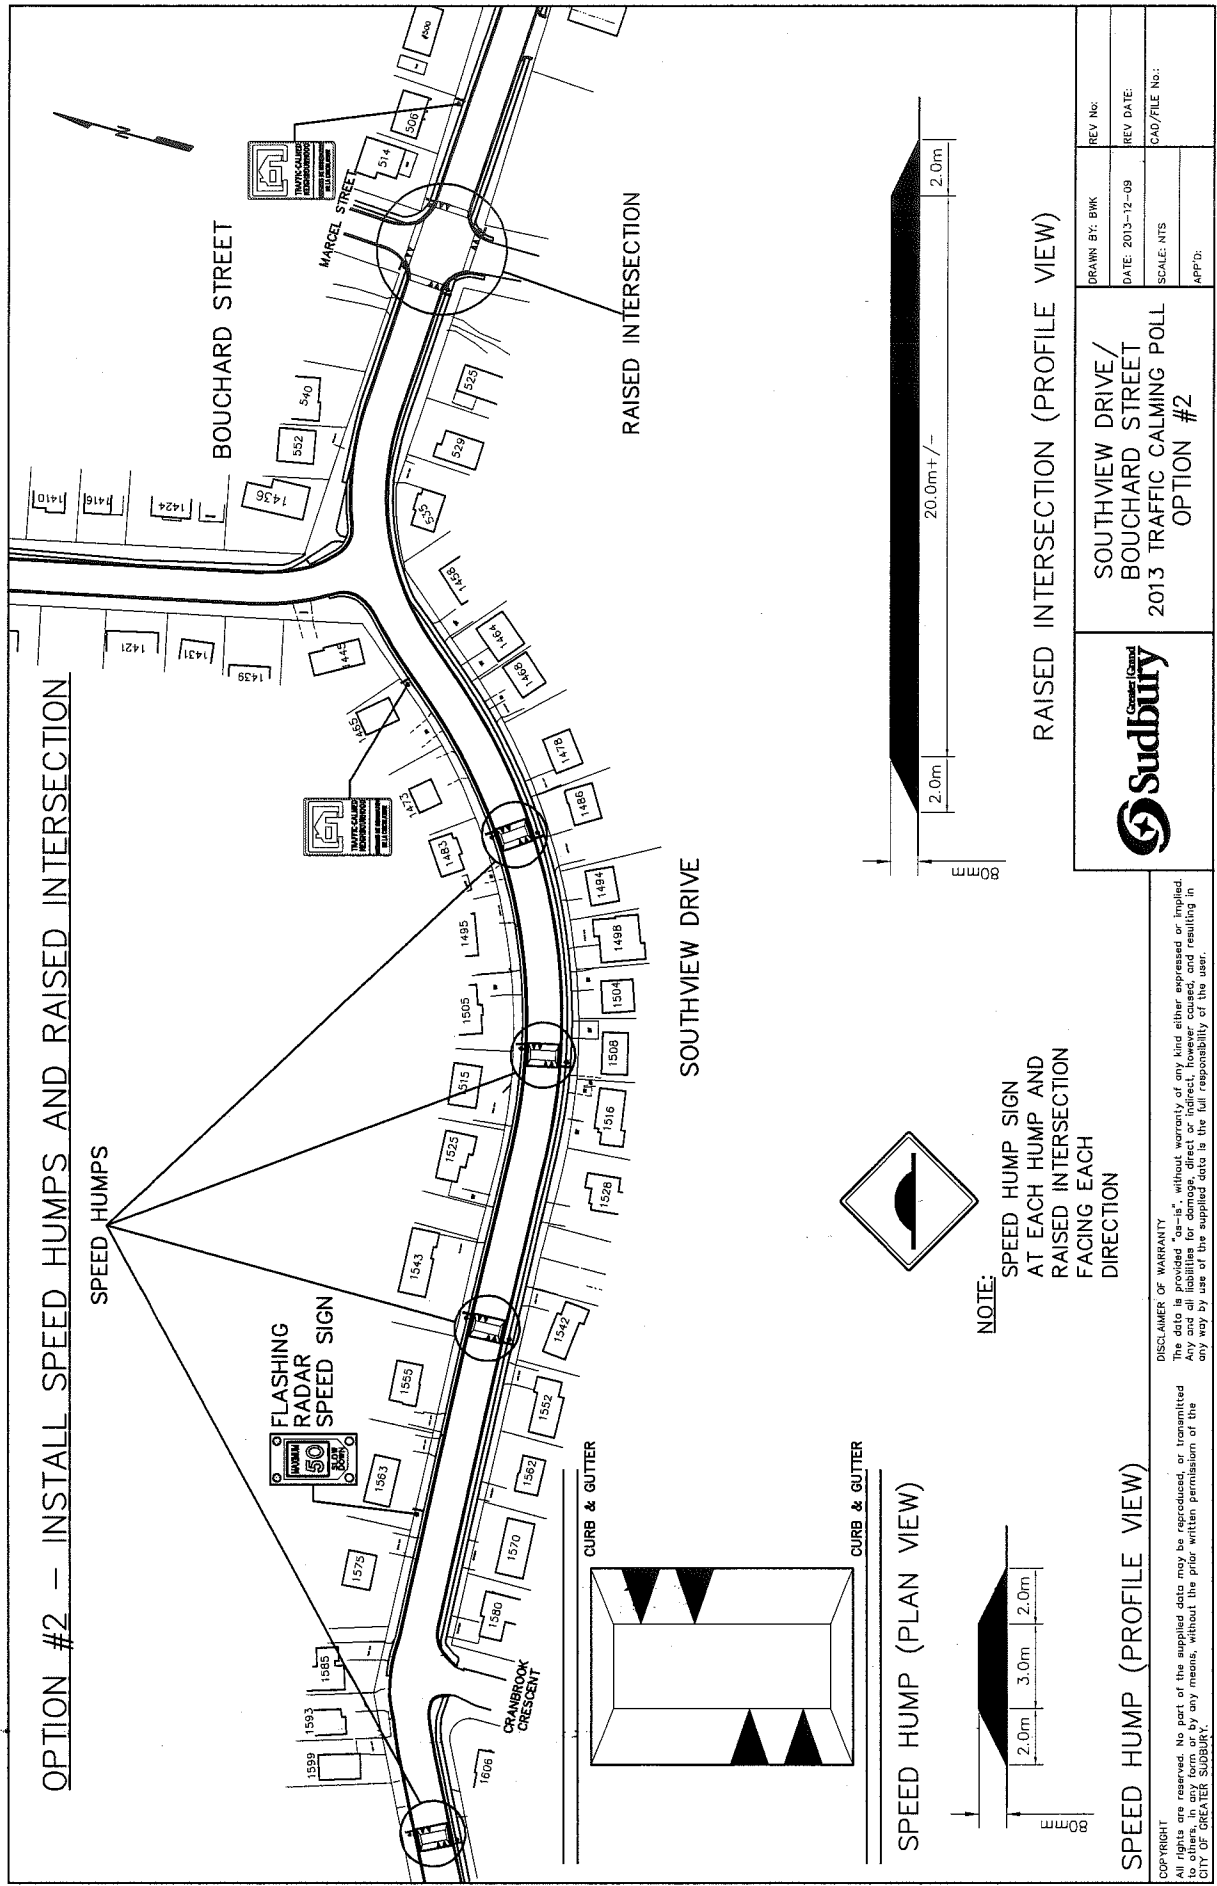 OPTION #2 – INSTALL SPEED HUMPS AND RAISED INTERSECTION
SPEED HUMPS
FLASHING
RADAR
SPEED SIGN
MAXIMUM
50
SLOW
DOWN
TRAFFIC-CALMED
NEIGHBOURHOOD
TRAFFIC-CALMED
NEIGHBOURHOOD
BOUCHARD STREET
MARCEL STREET
RAISED INTERSECTION
SOUTHVIEW DRIVE
CRANBROOK
CRESCENT
N
1599
1593
1585
1575
1563
1555
1543
1525
1515
1505
1495
1483
1473
1465
1445
1439
1431
1421
1410
1416
1424
1436
552
540
514
506
#500
1606
1580
1570
1562
1552
1542
1528
1516
1508
1504
1498
1494
1486
1478
1468
1464
1458
535
529
525
CURB & GUTTER
CURB & GUTTER
SPEED HUMP (PLAN VIEW)
80mm
2.0m
3.0m
2.0m
SPEED HUMP (PROFILE VIEW)
NOTE:
SPEED HUMP SIGN
AT EACH HUMP AND
RAISED INTERSECTION
FACING EACH
DIRECTION
80mm
2.0m
20.0m+/-
2.0m
RAISED INTERSECTION (PROFILE VIEW)
COPYRIGHT
All rights are reserved. No part of the supplied data may be reproduced, or transmitted
to others, in any form or by any means, without the prior written permission of the
CITY OF GREATER SUDBURY.
DISCLAIMER OF WARRANTY
The data is provided "as-is", without warranty of any kind either expressed or implied.
Any and all liabilities for damage, direct or indirect, however caused, and resulting in
any way by use of the supplied data is the full responsibility of the user.
Greater | Grand
Sudbury
SOUTHVIEW DRIVE/
BOUCHARD STREET
2013 TRAFFIC CALMING POLL
OPTION #2
DRAWN BY: BWK
REV No:
DATE: 2013-12-09
REV DATE:
SCALE: NTS
CAD/FILE No.:
APP'D: